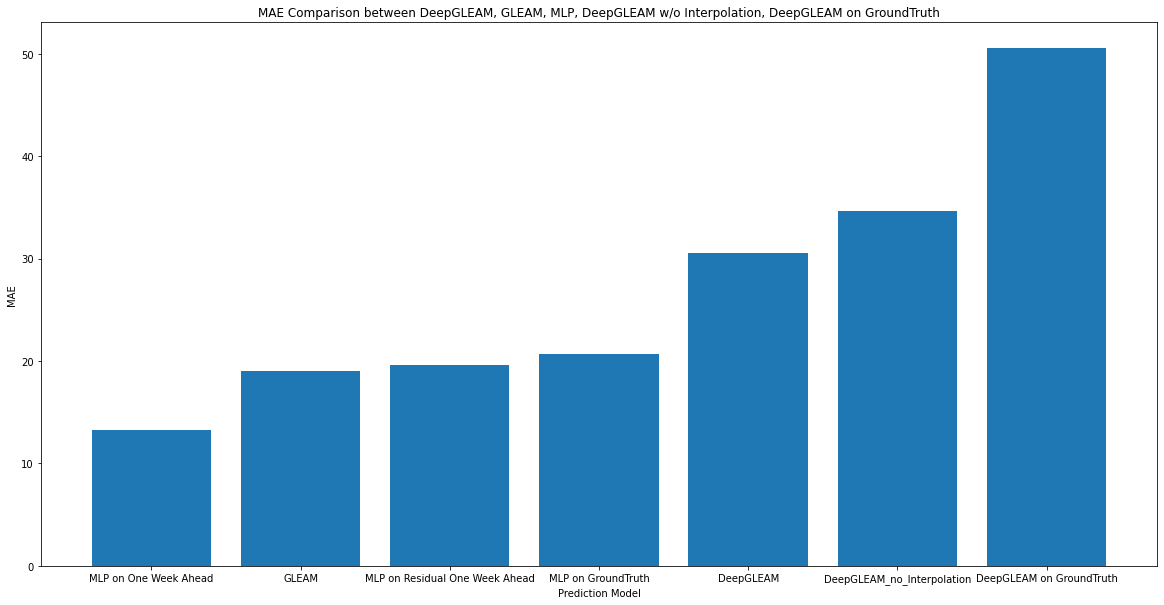 MAE Comparison between DeepGLEAM, GLEAM, MLP, DeepGLEAM w/o Interpolation, DeepGLEAM on GroundTruth
50
40
30
20
10
0
MAE
MLP on One Week Ahead
GLEAM
MLP on Residual One Week Ahead
MLP on GroundTruth
DeepGLEAM
DeepGLEAM_no_Interpolation
DeepGLEAM on GroundTruth
Prediction Model